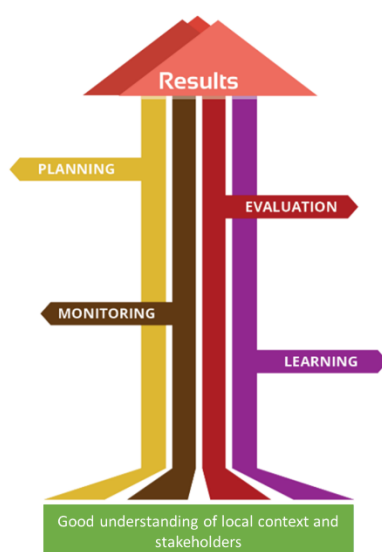 Results
PLANNING
EVALUATION
MONITORING
LEARNING
Good understanding of local context and
stakeholders